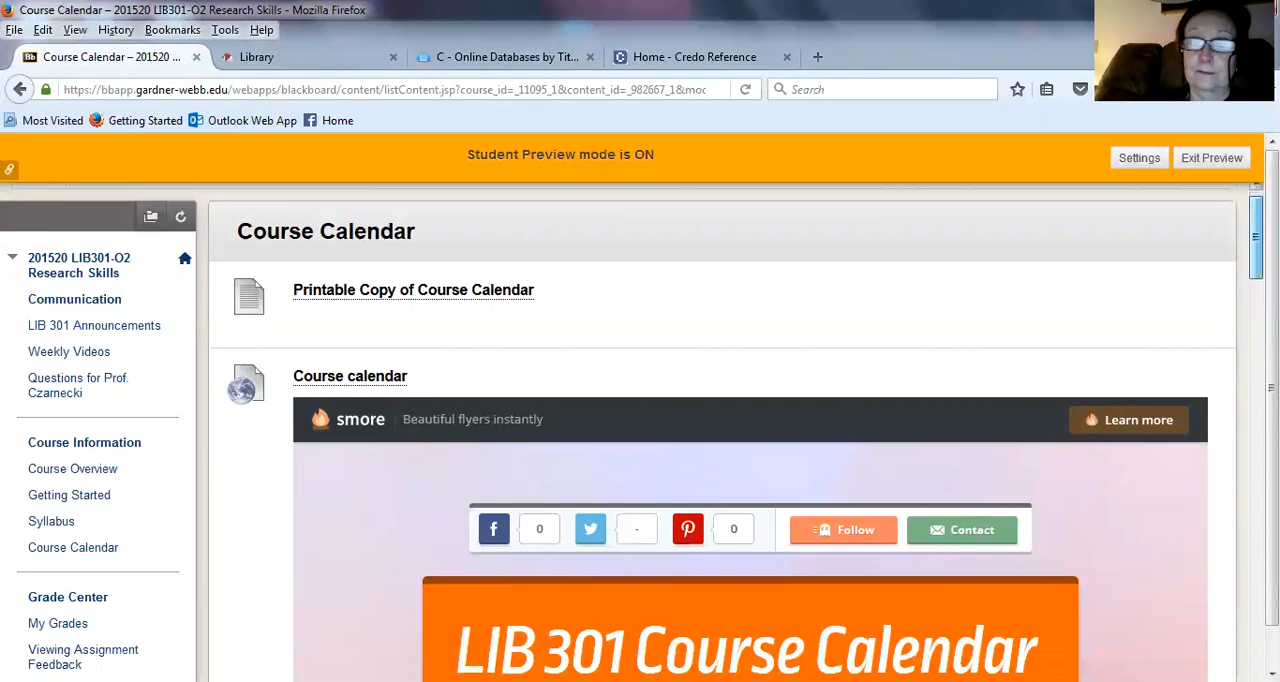 Course Calendar – 201520 LIB301-O2 Research Skills - Mozilla Firefox
File Edit View History Bookmarks Tools Help
Bb Course Calendar – 201520 ... × Library × C - Online Databases by Tit... × C Home - Credo Reference × +
https://bbapp.gardner-webb.edu/webapps/blackboard/content/listContent.jsp?course_id=_11095_1&content_id=_982667_1&moc Search
Most Visited Getting Started Outlook Web App Home
Student Preview mode is ON
Settings Exit Preview
Course Calendar
201520 LIB301-O2
Research Skills
Communication
LIB 301 Announcements
Weekly Videos
Questions for Prof.
Czarnecki
Course Information
Course Overview
Getting Started
Syllabus
Course Calendar
Grade Center
My Grades
Viewing Assignment
Feedback
Printable Copy of Course Calendar
Course calendar
smore Beautiful flyers instantly Learn more
f 0 - 0 Follow Contact
LIB 301 Course Calendar